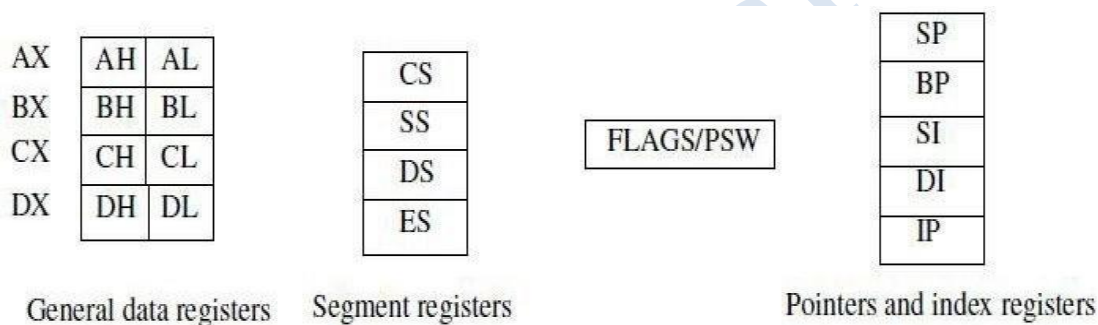 AX AH AL
BX BH BL
CX CH CL
DX DH DL
General data registers
CS
SS
DS
ES
Segment registers
FLAGS/PSW
SP
BP
SI
DI
IP
Pointers and index registers